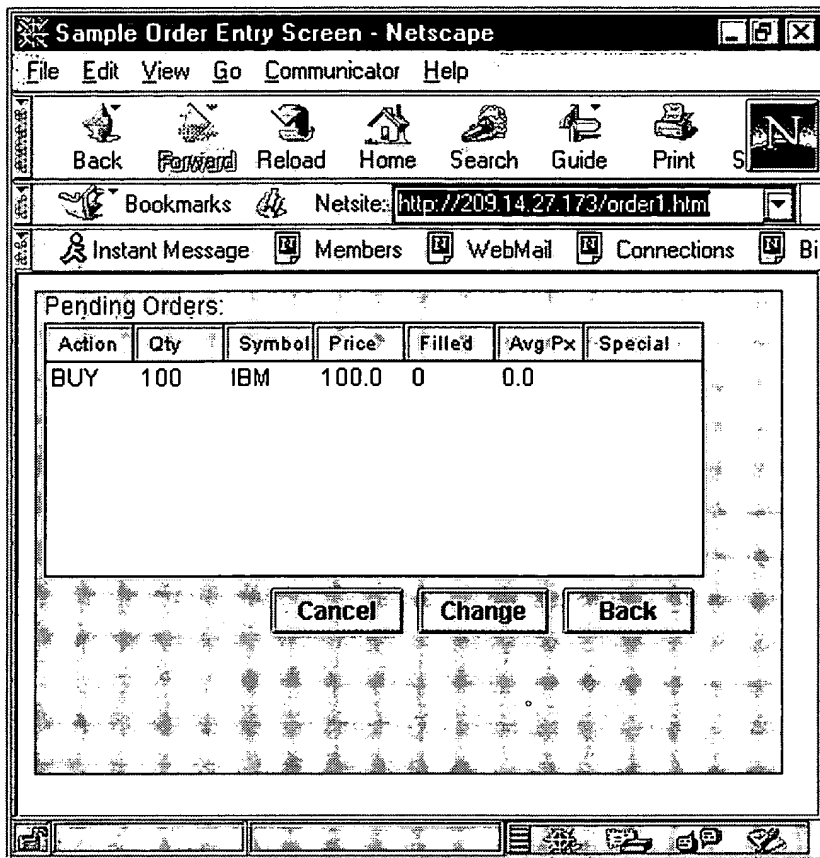 Sample Order Entry Screen - Netscape
File Edit View Go Communicator Help
Back Forward Reload Home Search Guide Print S N
Bookmarks Netsite: http://209.14.27.173/order1.htm
Instant Message Members WebMail Connections Bi
Pending Orders:
Action Qty Symbol Price Filled Avg Px Special
BUY 100 IBM 100.0 0 0.0
Cancel Change Back